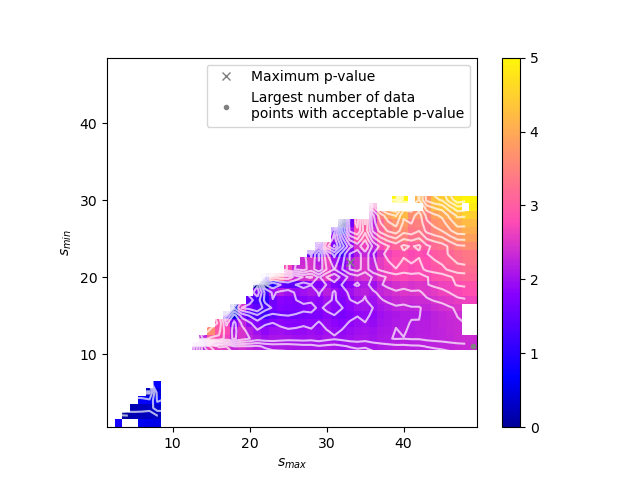 Maximum p-value
Largest number of data
points with acceptable p-value
5
4
3
2
1
0
40
30
20
10
s_min
10
20
30
40
s_max